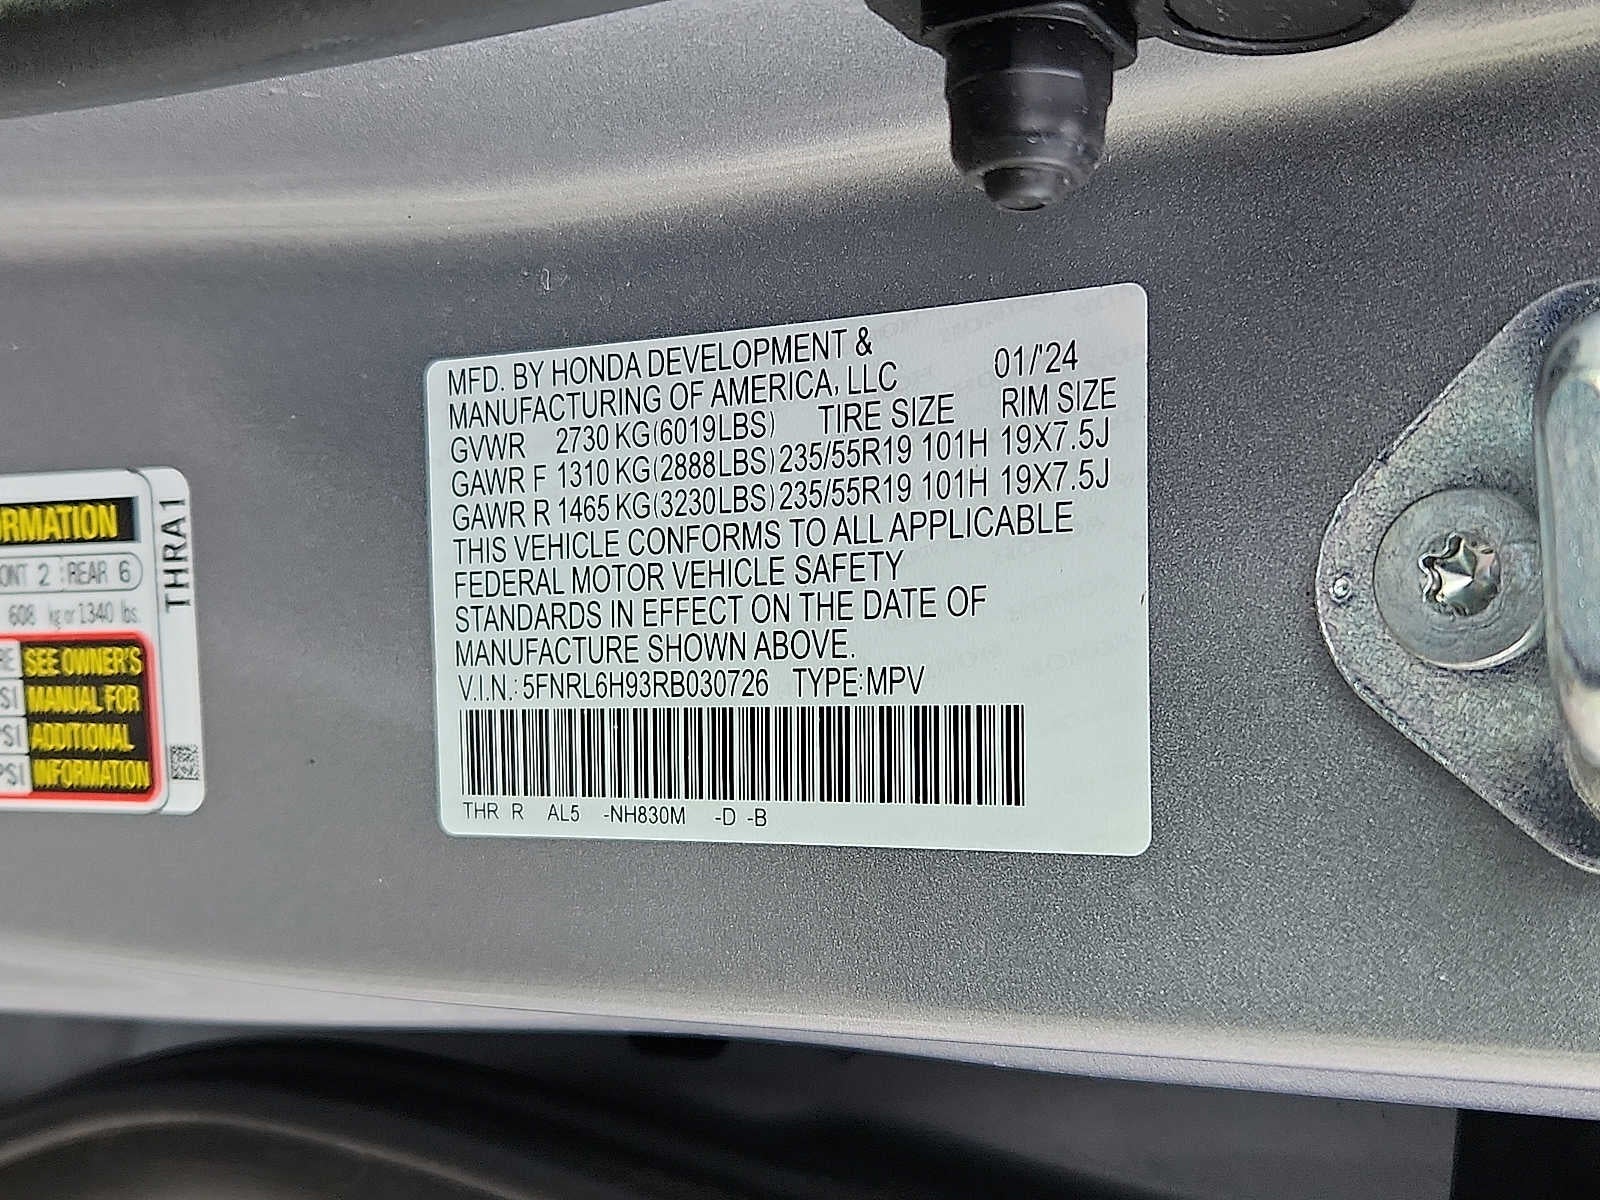 MFD. BY HONDA DEVELOPMENT &
MANUFACTURING OF AMERICA, LLC 01/'24
GVWR 2730 KG(6019LBS) TIRE SIZE RIM SIZE
GAWR F 1310 KG(2888LBS) 235/55R19 101H 19X7.5J
GAWR R 1465 KG(3230LBS) 235/55R19 101H 19X7.5J
THIS VEHICLE CONFORMS TO ALL APPLICABLE
FEDERAL MOTOR VEHICLE SAFETY
STANDARDS IN EFFECT ON THE DATE OF
MANUFACTURE SHOWN ABOVE.
V.I.N.: 5FNRL6H93RB030726 TYPE:MPV
THR R AL5 -NH830M -D -B
2 REAR 6
608 kg or 1340 lbs.
SEE OWNER'S
MANUAL FOR
ADDITIONAL
INFORMATION
THRA1